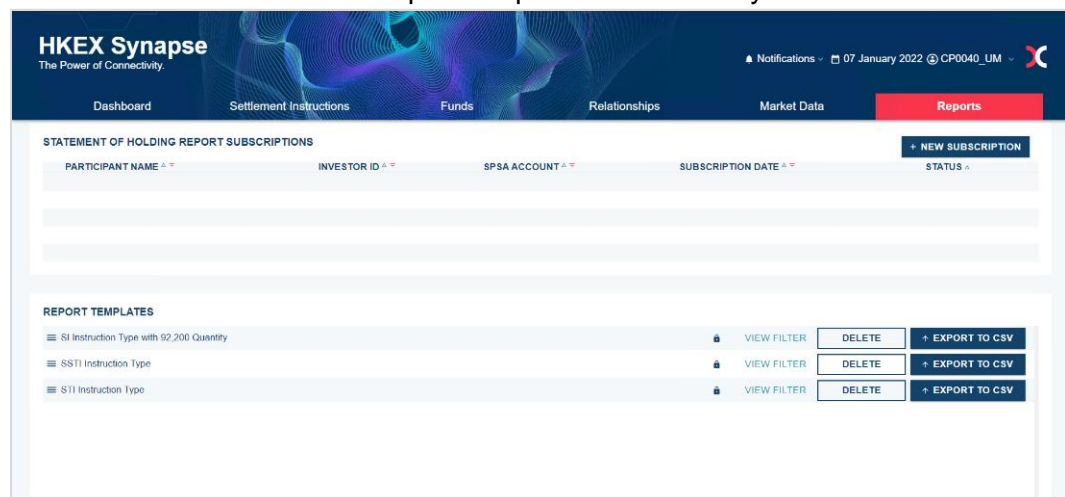 HKEX Synapse
The Power of Connectivity.
Notifications 07 January 2022 CP0040_UM
Dashboard Settlement Instructions Funds Relationships Market Data Reports
STATEMENT OF HOLDING REPORT SUBSCRIPTIONS
+ NEW SUBSCRIPTION
PARTICIPANT NAME INVESTOR ID SPSA ACCOUNT SUBSCRIPTION DATE STATUS
REPORT TEMPLATES
SI Instruction Type with 92,200 Quantity VIEW FILTER DELETE ↑ EXPORT TO CSV
SSTI Instruction Type VIEW FILTER DELETE ↑ EXPORT TO CSV
STI Instruction Type VIEW FILTER DELETE ↑ EXPORT TO CSV